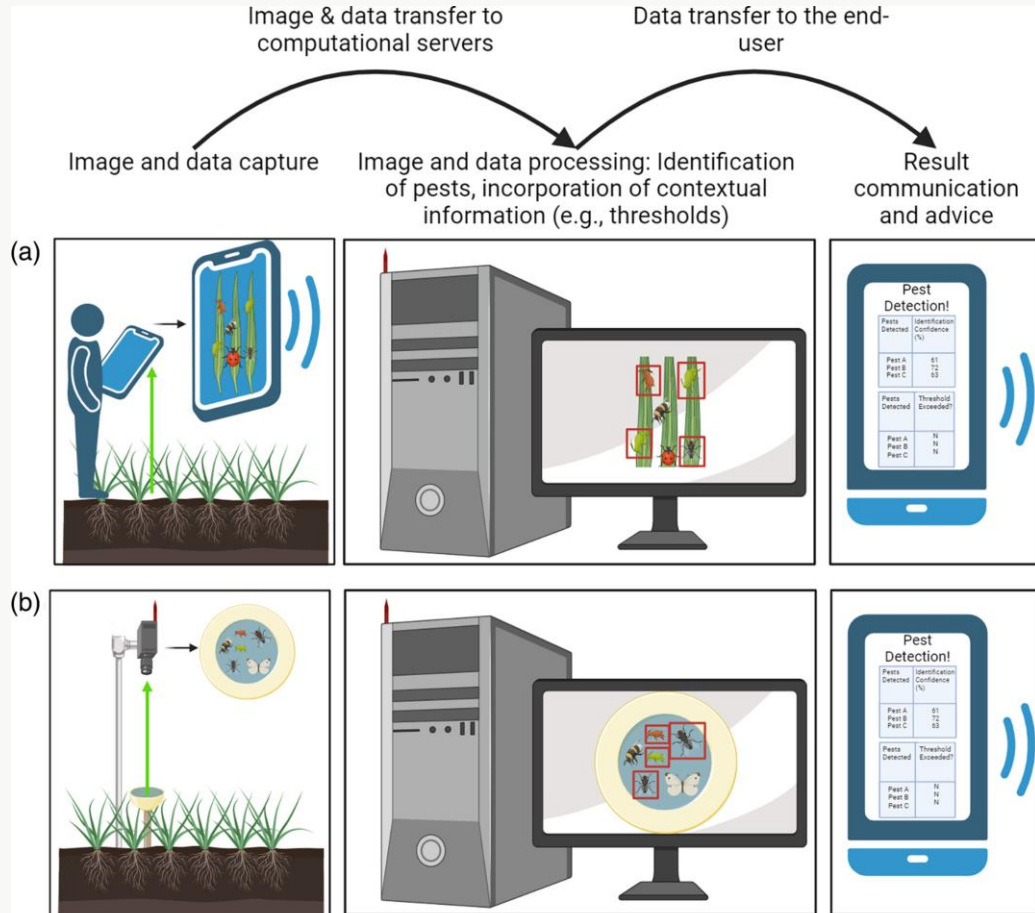 Image & data transfer to
computational servers
Data transfer to the end-
user
Image and data capture
Image and data processing: Identification
of pests, incorporation of contextual
information (e.g., thresholds)
Result
communication
and advice
(a)
Pest
Detection!
Pests Identification
Detected Confidence
(%)
Pest A 61
Pest B 72
Pest C 63
Pests Threshold
Detected Exceeded?
Pest A N
Pest B N
Pest C N
(b)
Pest
Detection!
Pests Identification
Detected Confidence
(%)
Pest A 61
Pest B 72
Pest C 63
Pests Threshold
Detected Exceeded?
Pest A N
Pest B N
Pest C N